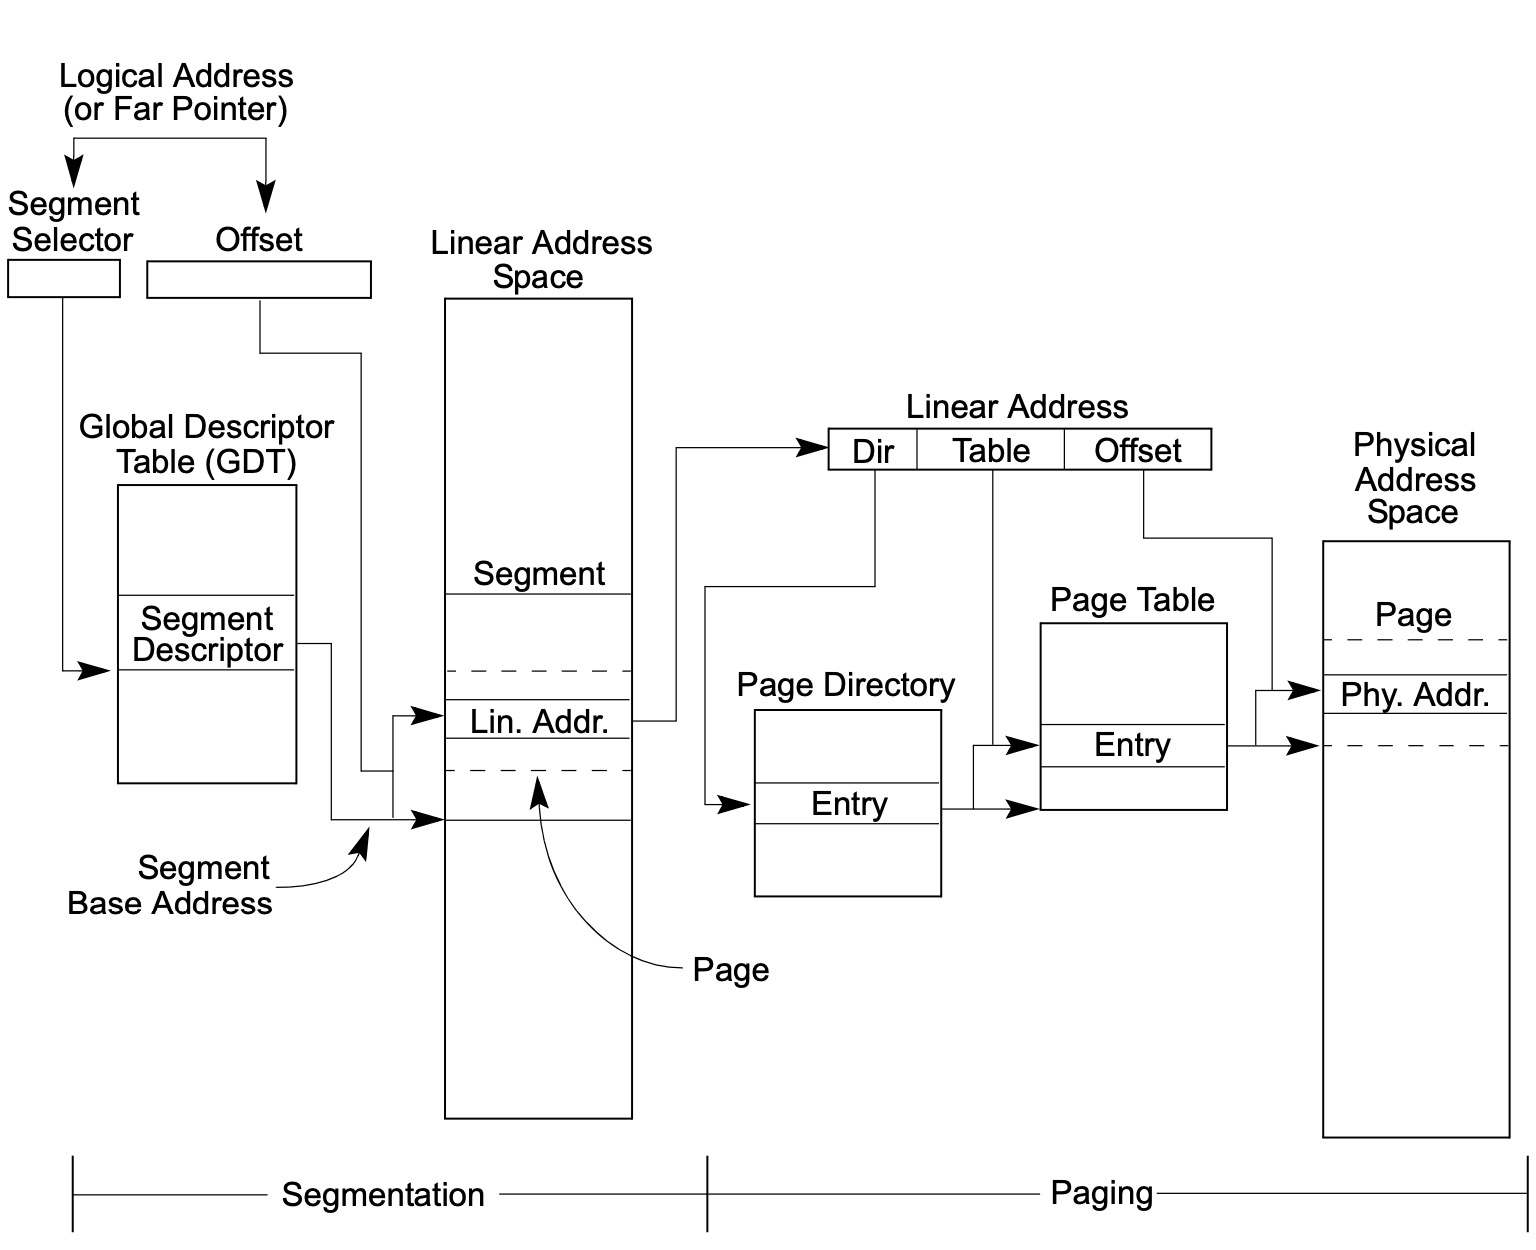 Logical Address
(or Far Pointer)
Segment
Selector
Offset
Linear Address
Space
Global Descriptor
Table (GDT)
Segment
Descriptor
Segment
Lin. Addr.
Segment
Base Address
Page
Linear Address
Dir
Table
Offset
Page Directory
Entry
Page Table
Entry
Physical
Address
Space
Page
Phy. Addr.
Segmentation
Paging